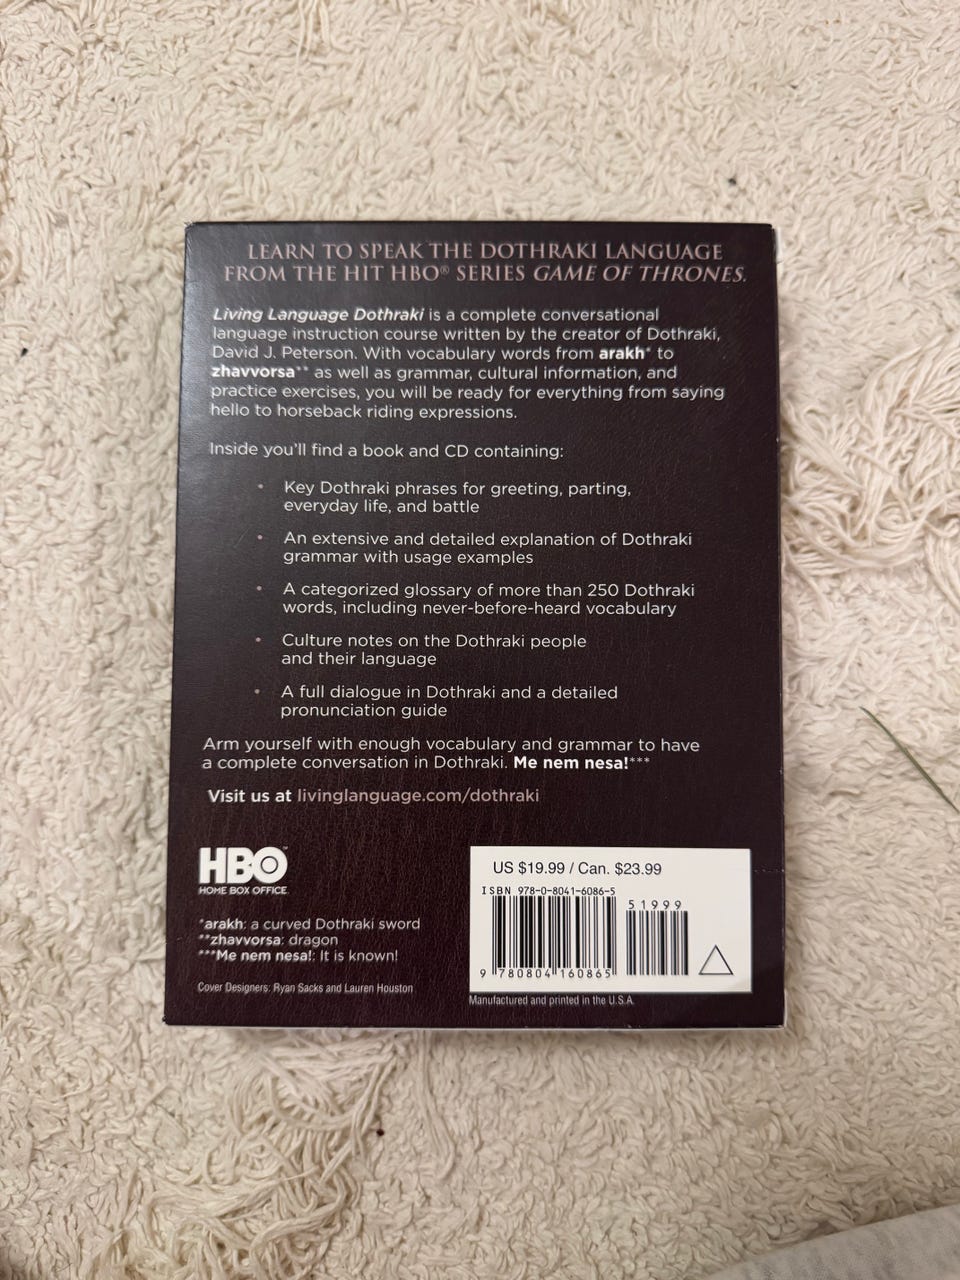 LEARN TO SPEAK THE DOTHRAKI LANGUAGE
FROM THE HIT HBO® SERIES GAME OF THRONES.
Living Language Dothraki is a complete conversational
language instruction course written by the creator of Dothraki,
David J. Peterson. With vocabulary words from arakh* to
zhavvorsa** as well as grammar, cultural information, and
practice exercises, you will be ready for everything from saying
hello to horseback riding expressions.
Inside you'll find a book and CD containing:
• Key Dothraki phrases for greeting, parting,
everyday life, and battle
• An extensive and detailed explanation of Dothraki
grammar with usage examples
• A categorized glossary of more than 250 Dothraki
words, including never-before-heard vocabulary
• Culture notes on the Dothraki people
and their language
• A full dialogue in Dothraki and a detailed
pronunciation guide
Arm yourself with enough vocabulary and grammar to have
a complete conversation in Dothraki. Me nem nesa!***
Visit us at livinglanguage.com/dothraki
HBO™
HOME BOX OFFICE
*arakh: a curved Dothraki sword
**zhavvorsa: dragon
***Me nem nesa!: It is known!
Cover Designers: Ryan Sacks and Lauren Houston
US $19.99 / Can. $23.99
ISBN 978-0-8041-6086-5
51999
9 780804 160865
Manufactured and printed in the U.S.A.